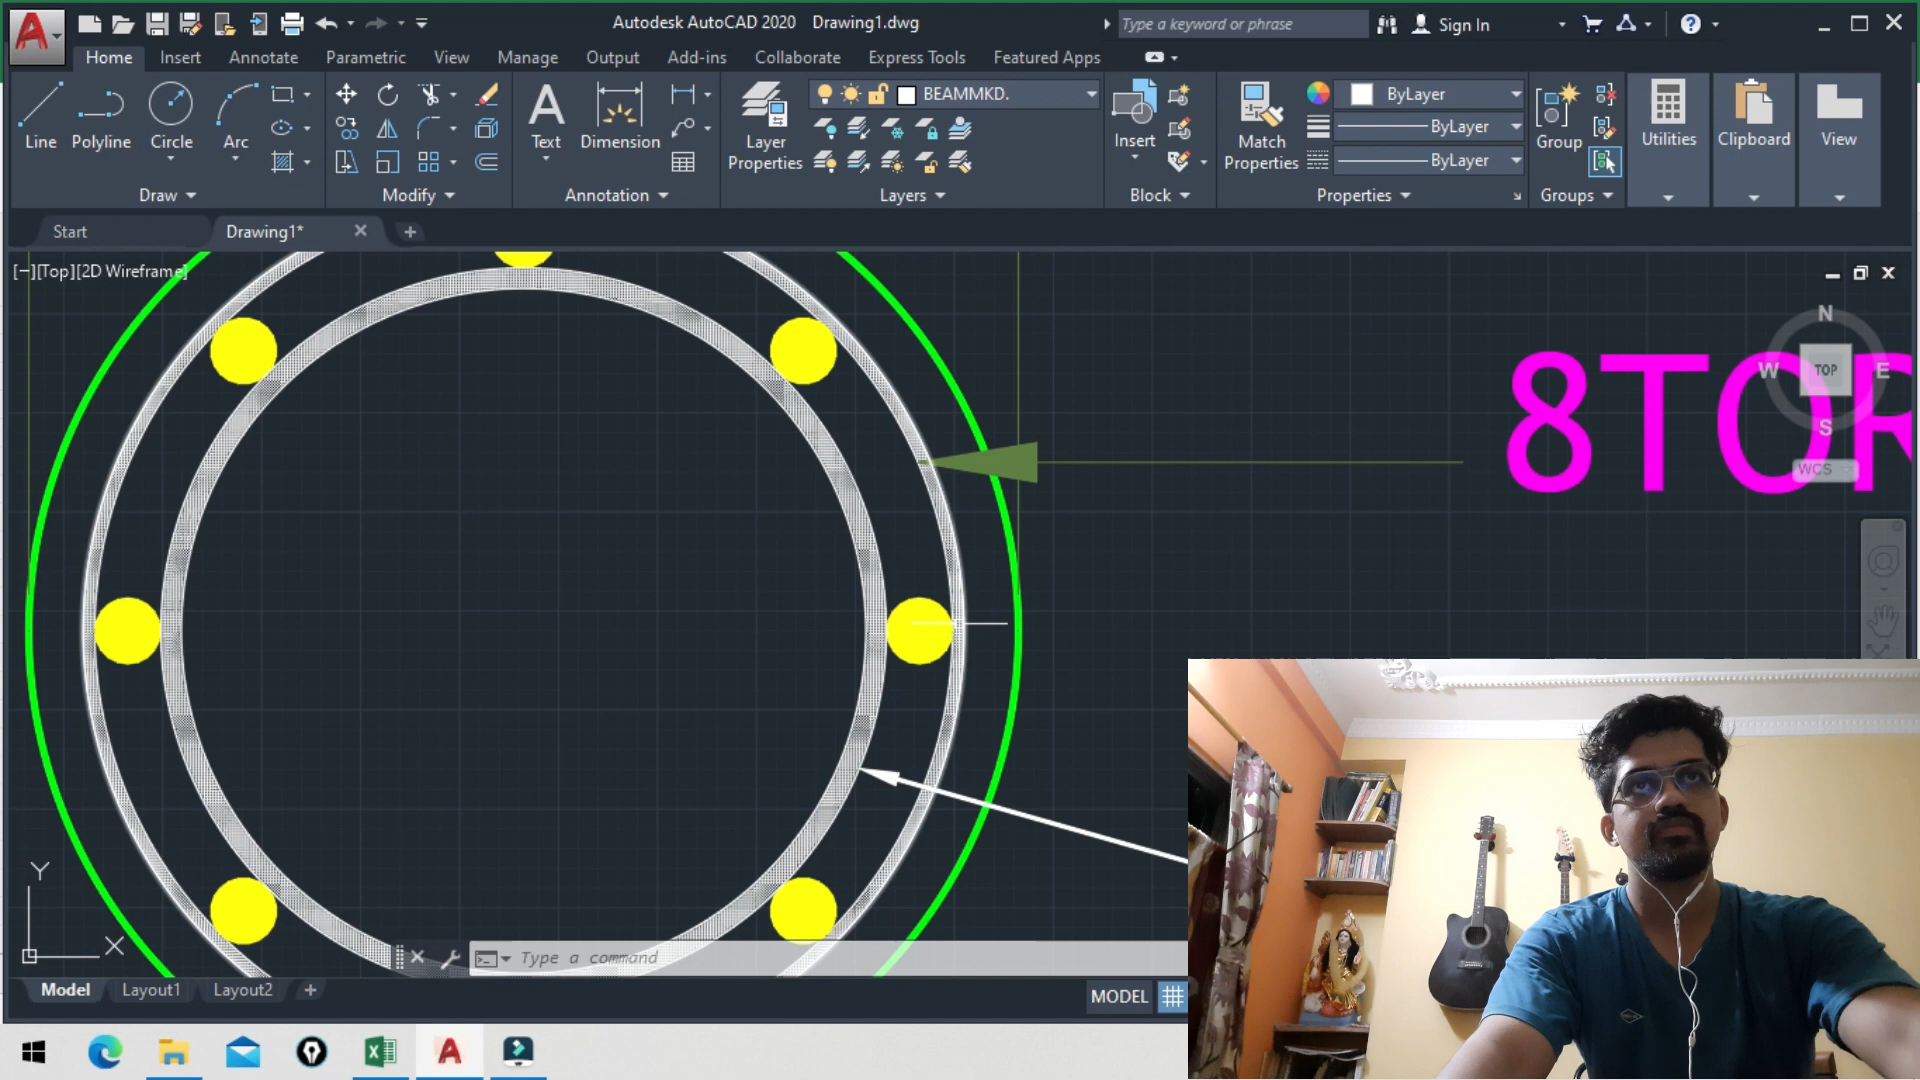 Autodesk AutoCAD 2020 Drawing1.dwg
Type a keyword or phrase
Sign In
Home Insert Annotate Parametric View Manage Output Add-ins Collaborate Express Tools Featured Apps
BEAMMKD.
ByLayer
ByLayer
ByLayer
Line Polyline Circle Arc
Text Dimension
Layer Properties
Insert
Match Properties
Group
Utilities Clipboard View
Draw Modify Annotation Layers Block Properties Groups
Start Drawing1*
[−][Top][2D Wireframe]
N
W TOP E
S
WCS
8TOR
Y
X
Type a command
Model Layout1 Layout2
MODEL